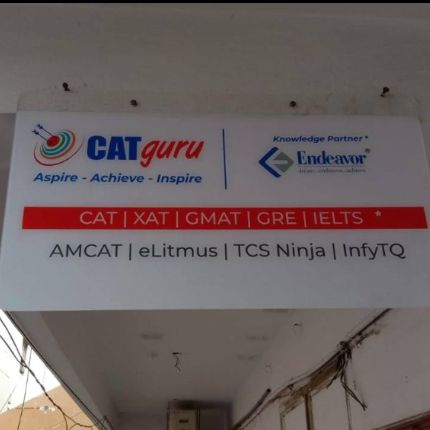 CATguru
Aspire - Achieve - Inspire
Knowledge Partner *
Endeavor®
CAT | XAT | GMAT | GRE | IELTS *
AMCAT | eLitmus | TCS Ninja | InfyTQ